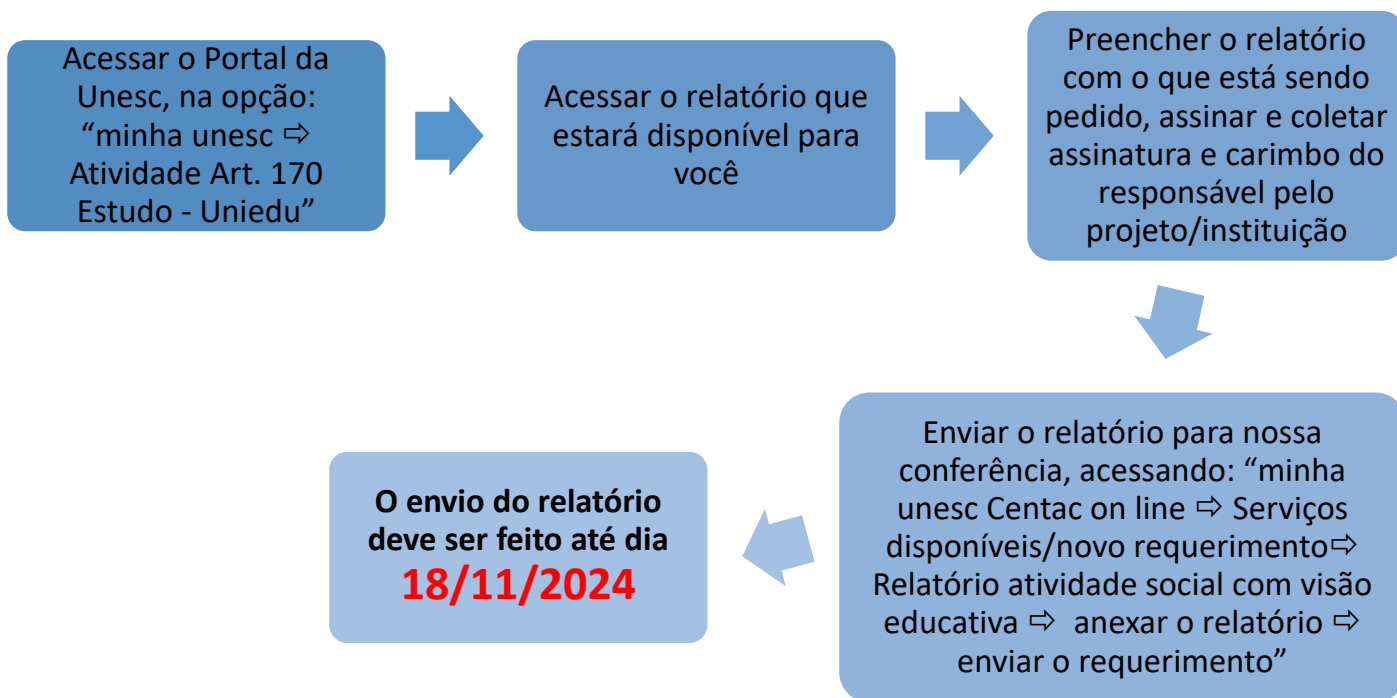 Acessar o Portal da
Unesc, na opção:
“minha unesc ⇨
Atividade Art. 170
Estudo - Uniedu”
Acessar o relatório que
estará disponível para
você
Preencher o relatório
com o que está sendo
pedido, assinar e coletar
assinatura e carimbo do
responsável pelo
projeto/instituição
Enviar o relatório para nossa
conferência, acessando: “minha
unesc Centac on line ⇨ Serviços
disponíveis/novo requerimento⇨
Relatório atividade social com visão
educativa ⇨ anexar o relatório ⇨
enviar o requerimento”
O envio do relatório
deve ser feito até dia
18/11/2024